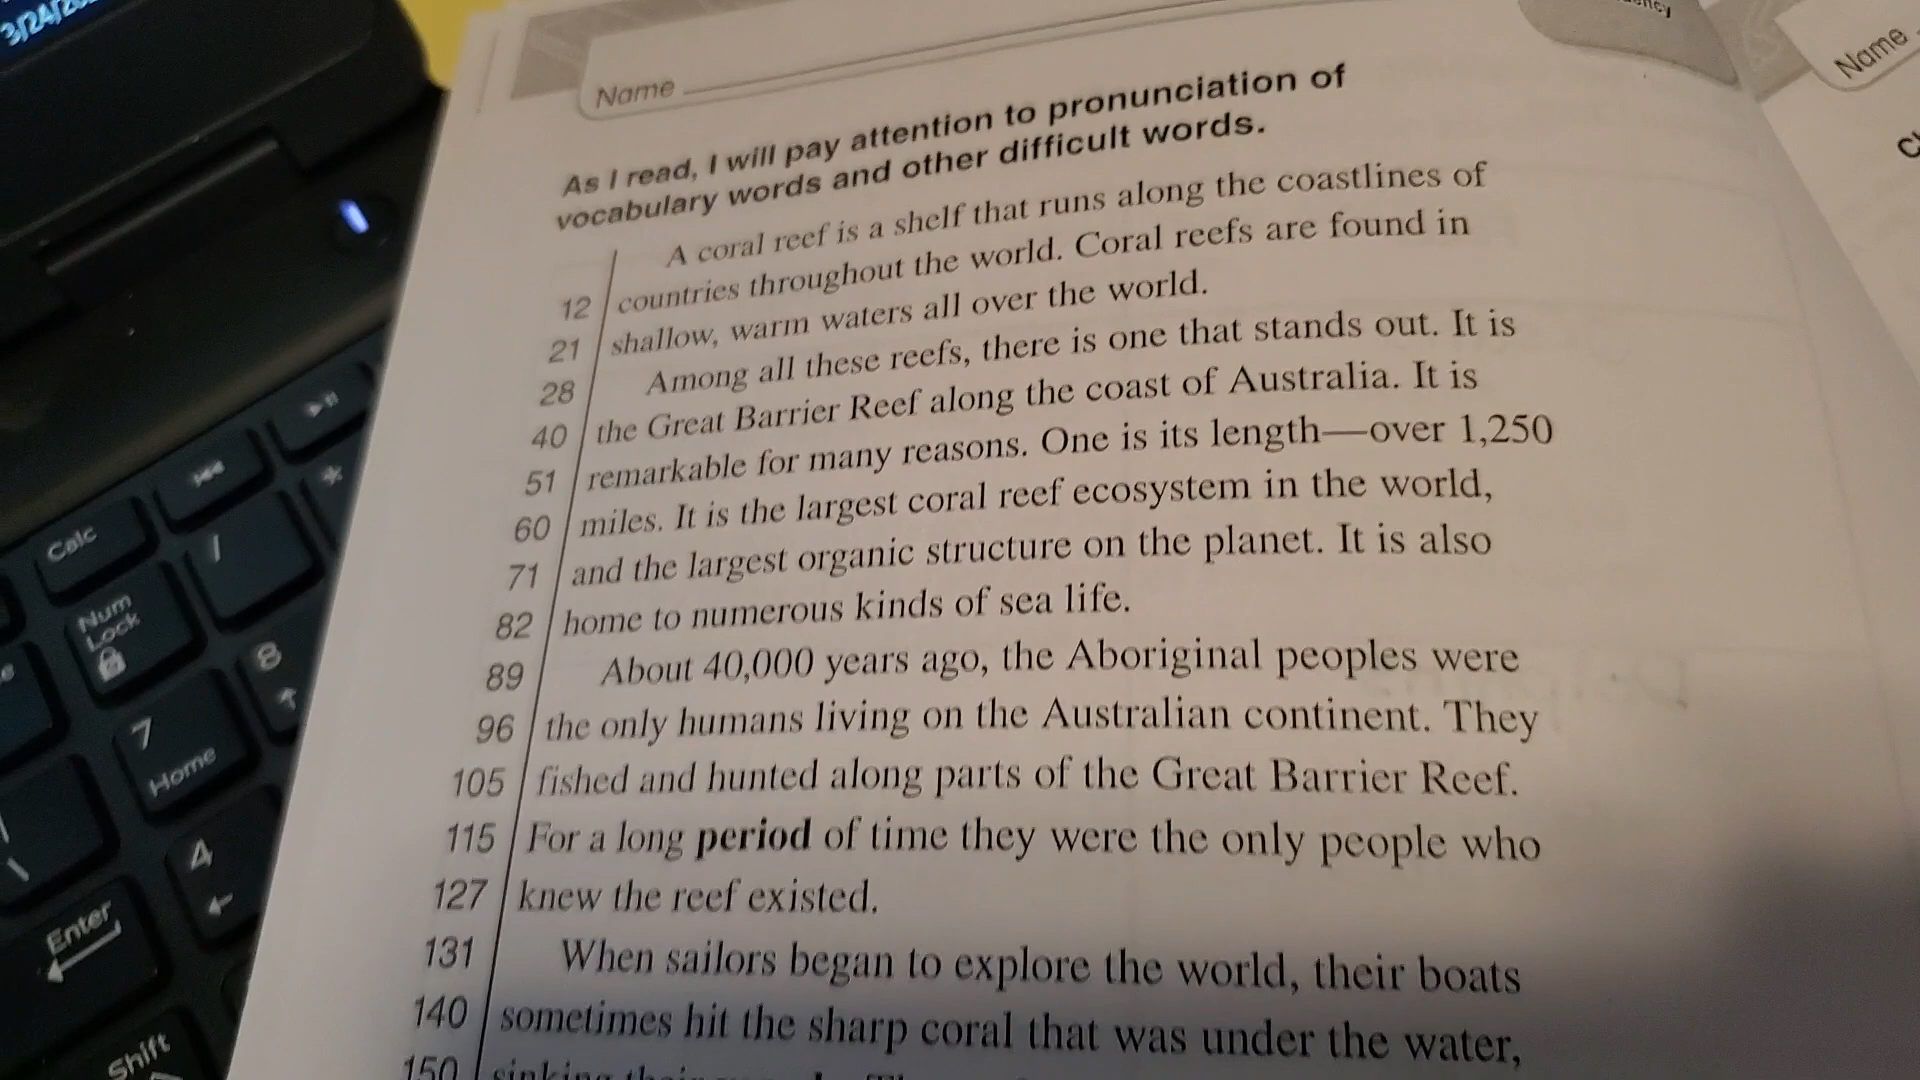 3/24/20
Name
Name
As I read, I will pay attention to pronunciation of
vocabulary words and other difficult words.
A coral reef is a shelf that runs along the coastlines of
12 countries throughout the world. Coral reefs are found in
21 shallow, warm waters all over the world.
28 Among all these reefs, there is one that stands out. It is
40 the Great Barrier Reef along the coast of Australia. It is
51 remarkable for many reasons. One is its length—over 1,250
60 miles. It is the largest coral reef ecosystem in the world,
71 and the largest organic structure on the planet. It is also
82 home to numerous kinds of sea life.
89 About 40,000 years ago, the Aboriginal peoples were
96 the only humans living on the Australian continent. They
105 fished and hunted along parts of the Great Barrier Reef.
115 For a long period of time they were the only people who
127 knew the reef existed.
131 When sailors began to explore the world, their boats
140 sometimes hit the sharp coral that was under the water,
150 sinking their
Calc
/
*
Num
Lock
7
Home
8
4
Enter
Shift